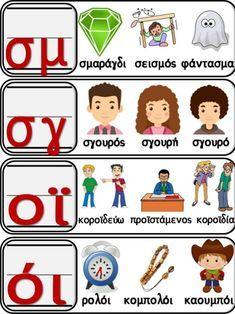 σμ
σμαράγδι σεισμός φάντασμα
σγ
σγουρός σγουρή σγουρό
οϊ
κοροϊδεύω προϊστάμενος κοροϊδία
όι
ρολόι κομπολόι καουμπόι